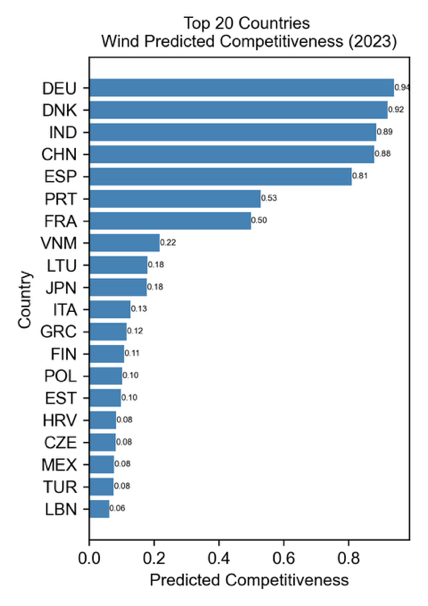 Top 20 Countries
Wind Predicted Competitiveness (2023)
Country
DEU 0.94
DNK 0.92
IND 0.89
CHN 0.88
ESP 0.81
PRT 0.53
FRA 0.50
VNM 0.22
LTU 0.18
JPN 0.18
ITA 0.13
GRC 0.12
FIN 0.11
POL 0.10
EST 0.10
HRV 0.08
CZE 0.08
MEX 0.08
TUR 0.08
LBN 0.06
0.0 0.2 0.4 0.6 0.8
Predicted Competitiveness